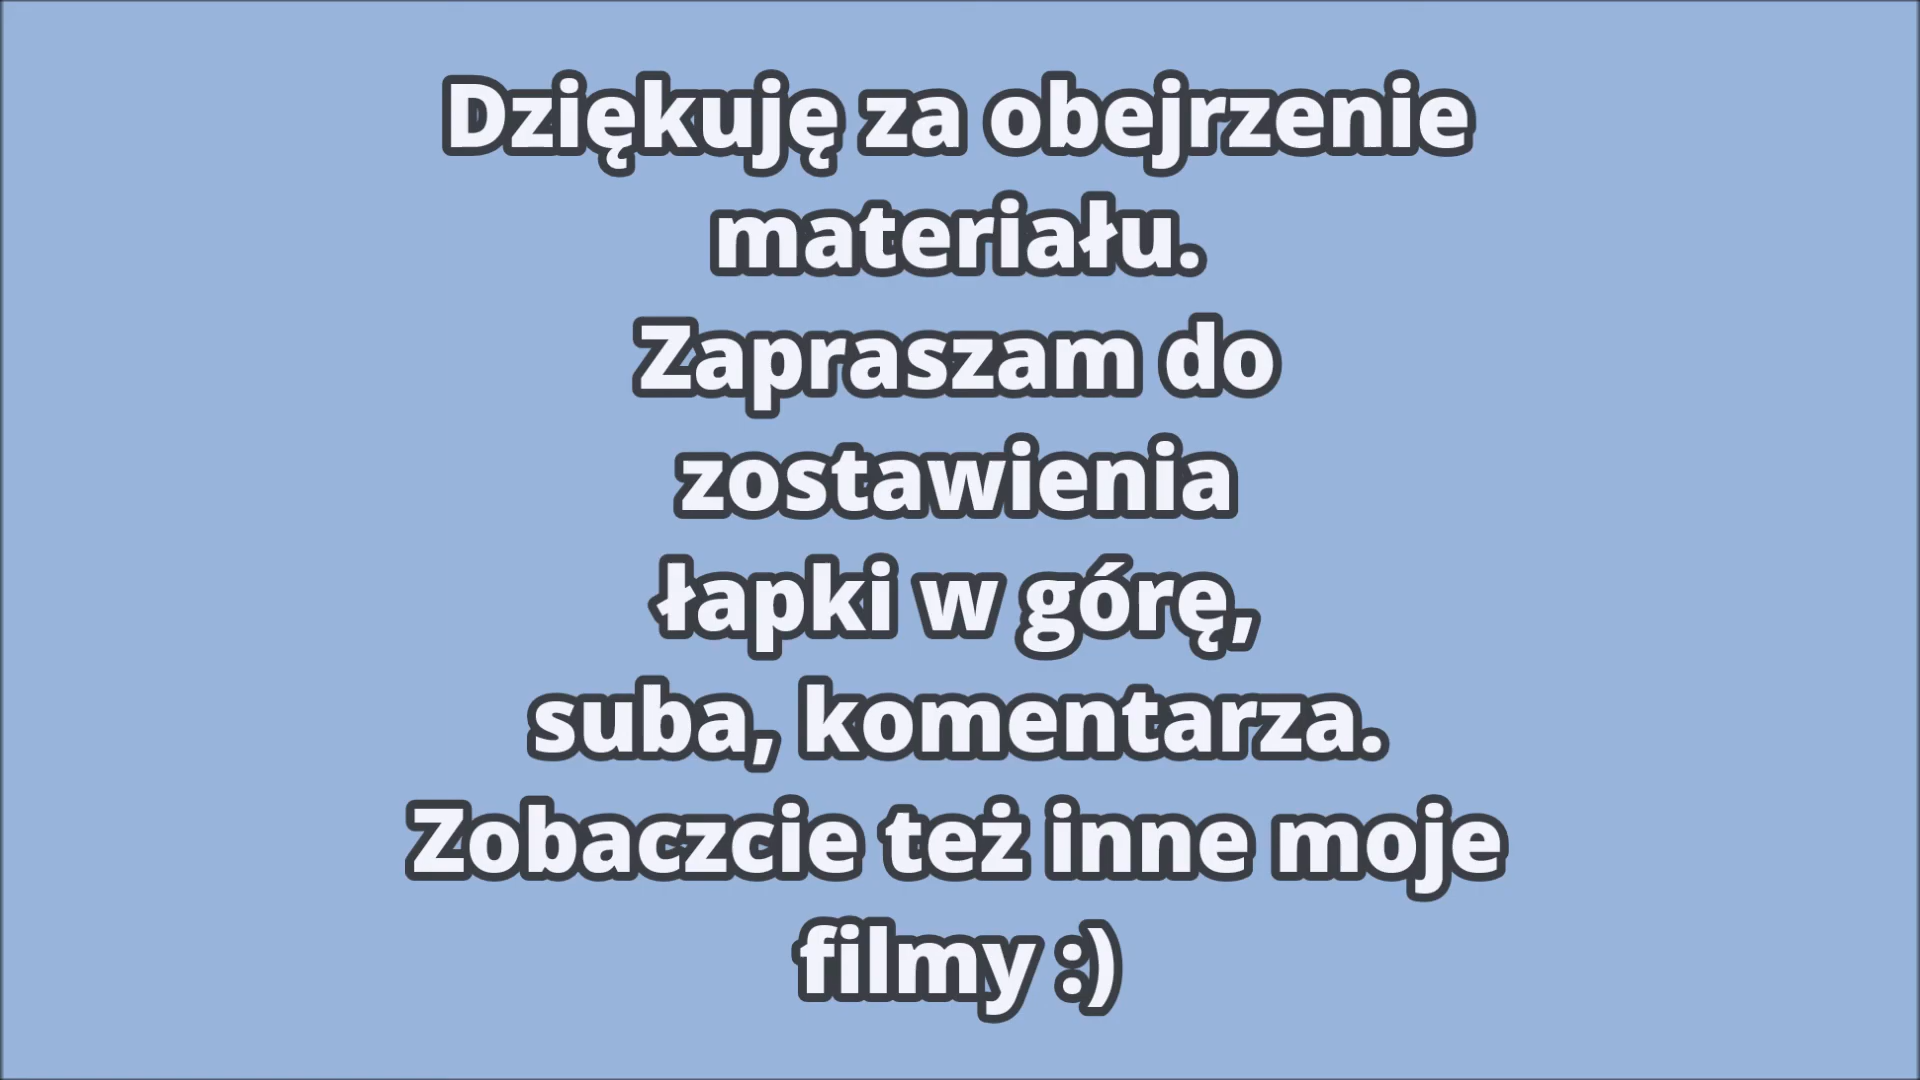 Dziękuję za obejrzenie
materiału.
Zapraszam do
zostawienia
łapki w górę,
suba, komentarza.
Zobaczcie też inne moje
filmy :)